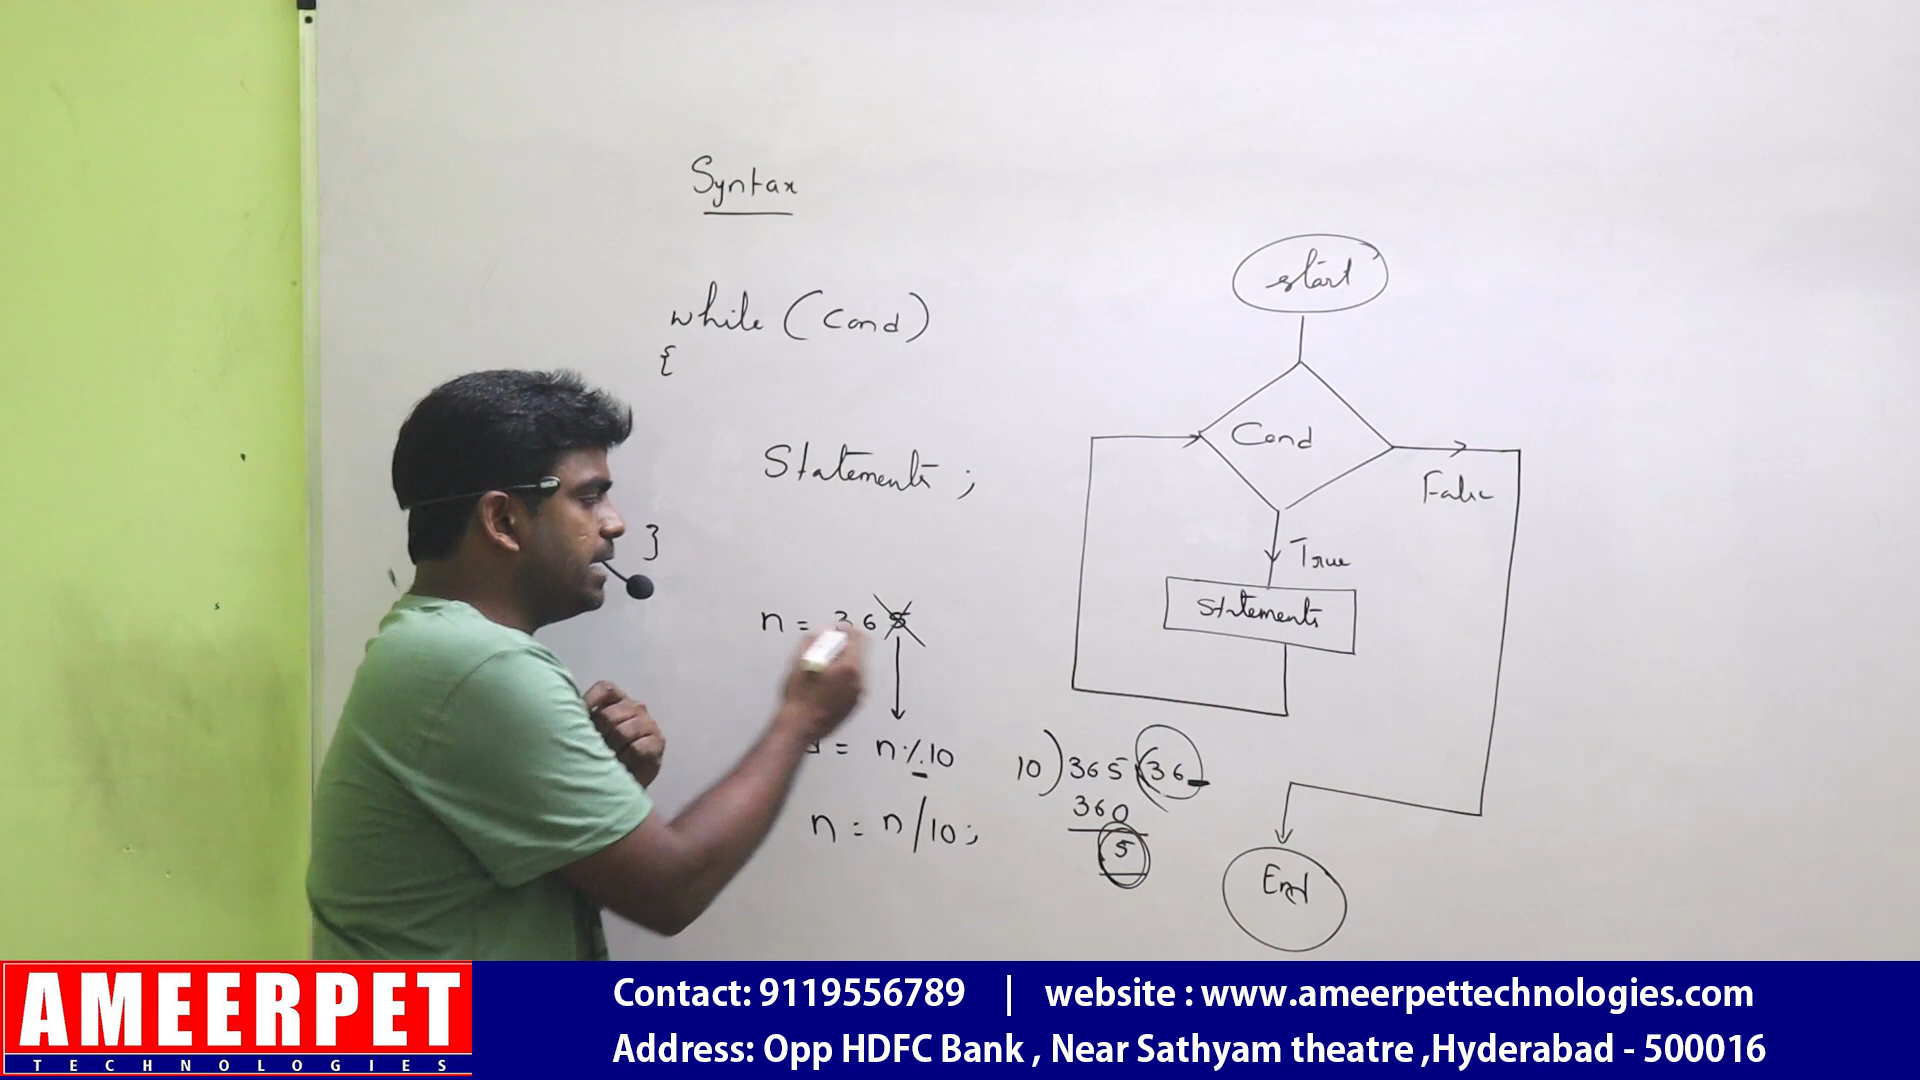 Syntax
while (Cond)
{
Statements ;
}
n = 365
= n%10
n = n/10;
10)365(36
360
5
start
Cond
False
True
Statements
End
AMEERPET
TECHNOLOGIES
Contact: 9119556789 | website : www.ameerpettechnologies.com
Address: Opp HDFC Bank , Near Sathyam theatre ,Hyderabad - 500016